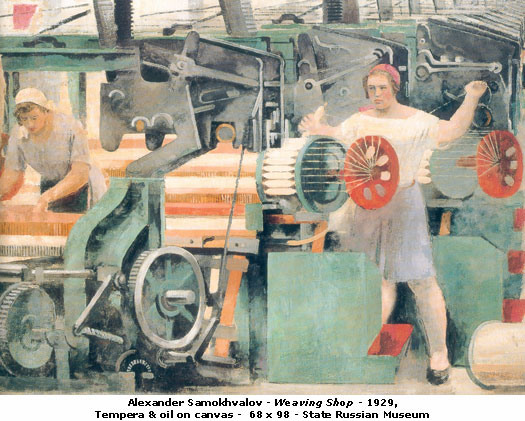 Alexander Samokhvalov - Weaving Shop - 1929,
Tempera & oil on canvas - 68 x 98 - State Russian Museum